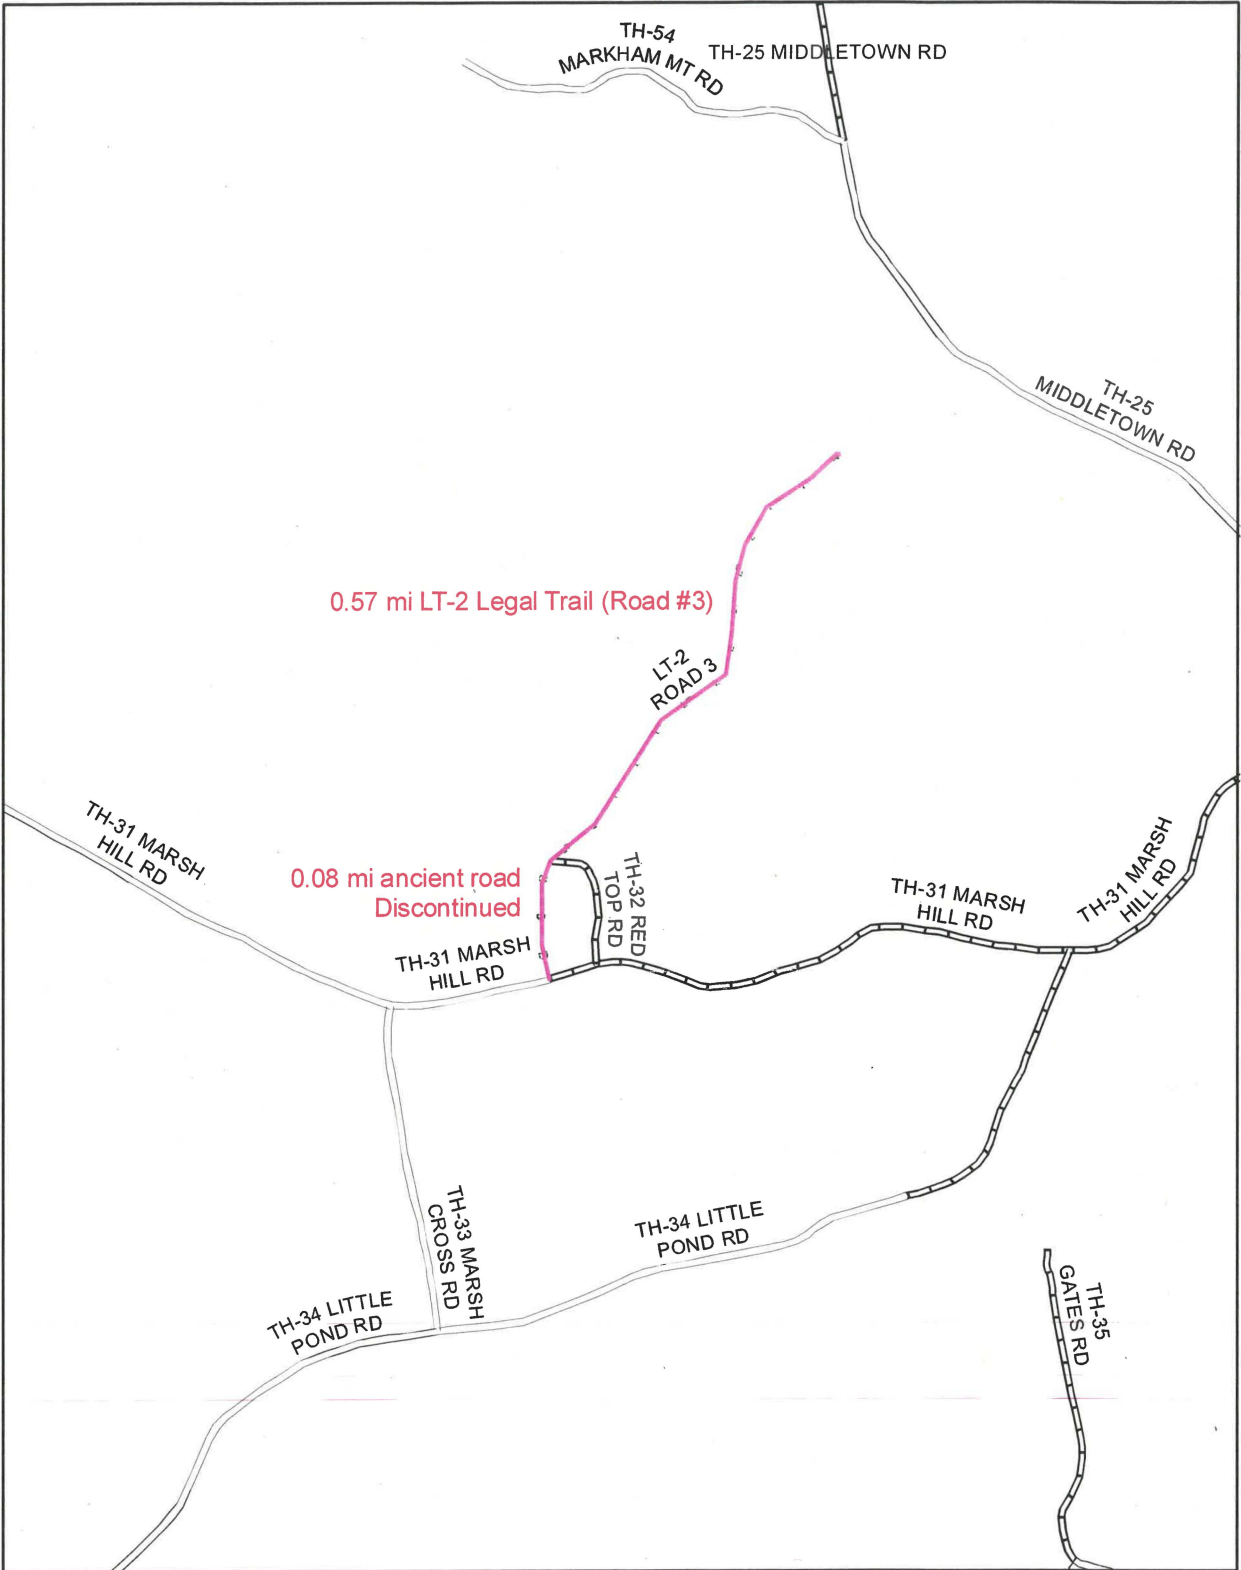 TH-54
MARKHAM MT RD
TH-25 MIDDLETOWN RD
TH-25
MIDDLETOWN RD
0.57 mi LT-2 Legal Trail (Road #3)
LT-2
ROAD 3
TH-31 MARSH
HILL RD
0.08 mi ancient road
Discontinued
TH-32 RED
TOP RD
TH-31 MARSH
HILL RD
TH-31 MARSH
HILL RD
TH-31 MARSH
HILL RD
TH-33 MARSH
CROSS RD
TH-34 LITTLE
POND RD
TH-34 LITTLE
POND RD
TH-35
GATES RD